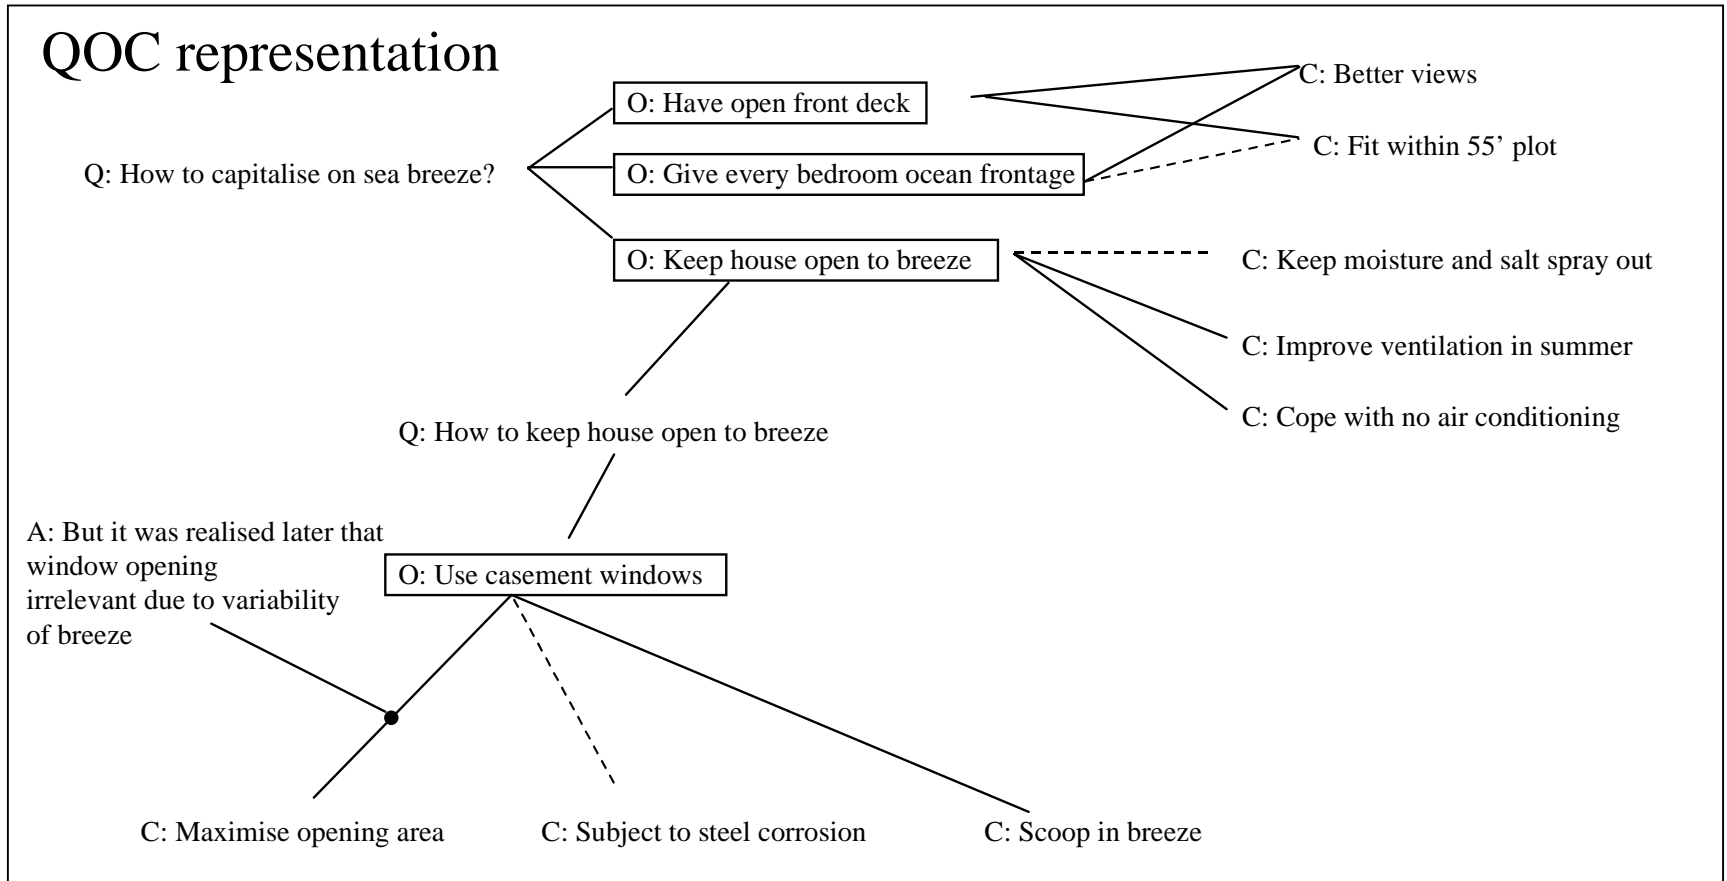 QOC representation
C: Better views
O: Have open front deck
C: Fit within 55’ plot
Q: How to capitalise on sea breeze?
O: Give every bedroom ocean frontage
O: Keep house open to breeze
C: Keep moisture and salt spray out
C: Improve ventilation in summer
C: Cope with no air conditioning
Q: How to keep house open to breeze
A: But it was realised later that
window opening
irrelevant due to variability
of breeze
O: Use casement windows
C: Maximise opening area
C: Subject to steel corrosion
C: Scoop in breeze